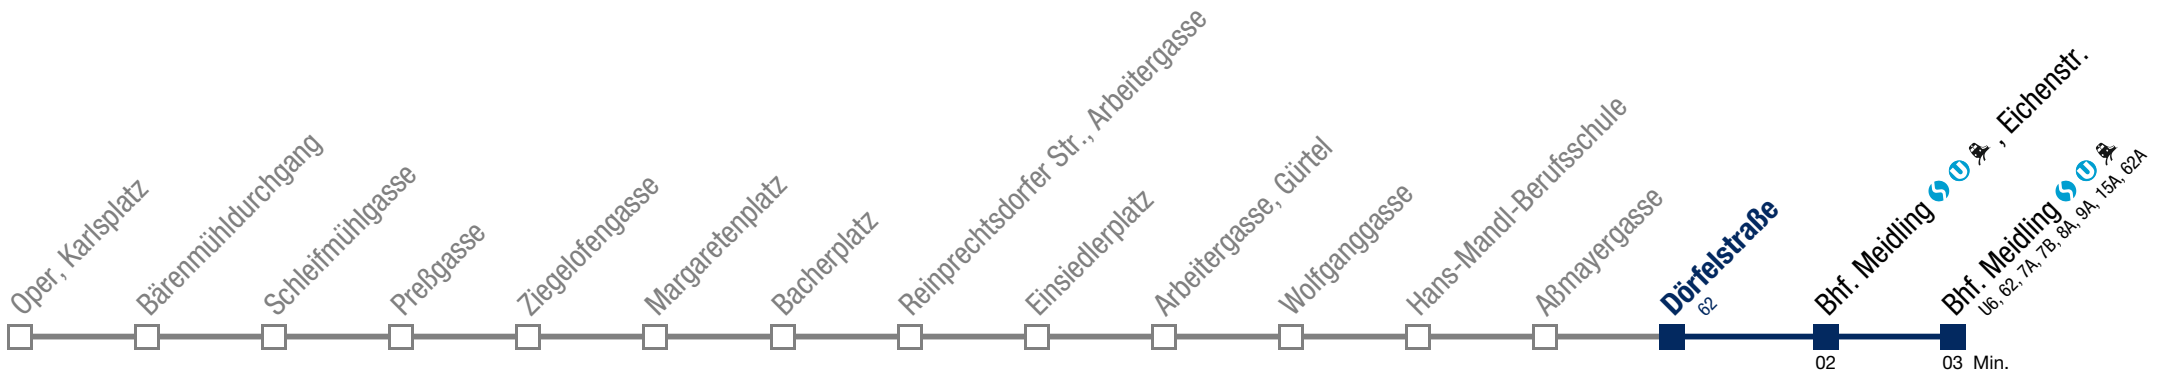 Oper, Karlsplatz
Bärenmühldurchgang
Schleifmühlgasse
Preßgasse
Ziegelofengasse
Margaretenplatz
Bacherplatz
Reinprechtsdorfer Str., Arbeitergasse
Einsiedlerplatz
Arbeitergasse, Gürtel
Wolfganggasse
Hans-Mandl-Berufsschule
Aßmayergasse
Dörfelstraße
62
Bhf. Meidling S U , Eichenstr.
Bhf. Meidling S U
U6, 62, 7A, 7B, 8A, 9A, 15A, 62A
02
03 Min.